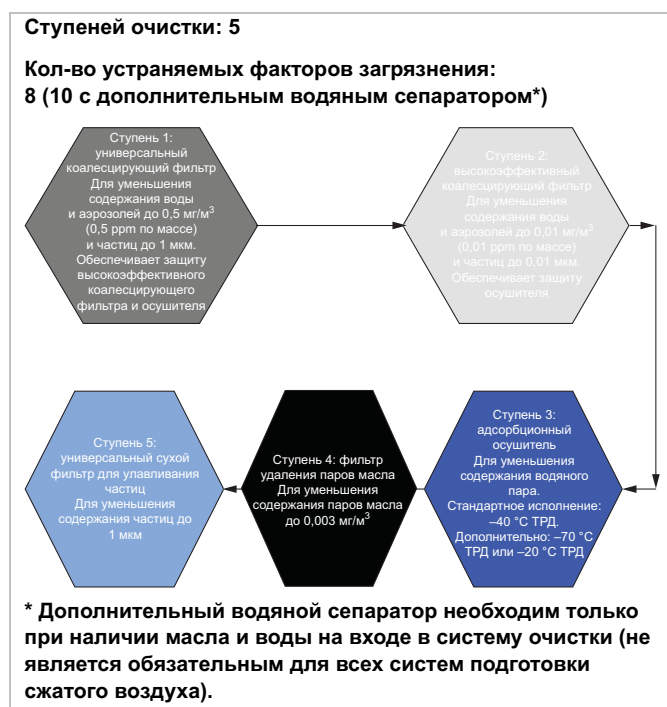 Ступеней очистки: 5
Кол-во устраняемых факторов загрязнения:
8 (10 с дополнительным водяным сепаратором*)
Ступень 1:
универсальный
коалесцирующий фильтр
Для уменьшения
содержания воды
и аэрозолей до 0,5 мг/м³
(0,5 ppm по массе)
и частиц до 1 мкм.
Обеспечивает защиту
высокоэффективного
коалесцирующего
фильтра и осушителя
Ступень 2:
высокоэффективный
коалесцирующий фильтр
Для уменьшения
содержания воды
и аэрозолей до 0,01 мг/м³
(0,01 ppm по массе)
и частиц до 0,01 мкм.
Обеспечивает защиту
осушителя
Ступень 3:
адсорбционный
осушитель
Для уменьшения
содержания водяного
пара.
Стандартное исполнение:
–40 °C ТРД.
Дополнительно: –70 °C
ТРД или –20 °C ТРД
Ступень 4: фильтр
удаления паров масла
Для уменьшения
содержания паров масла
до 0,003 мг/м³
Ступень 5:
универсальный сухой
фильтр для улавливания
частиц
Для уменьшения
содержания частиц до
1 мкм
* Дополнительный водяной сепаратор необходим только
при наличии масла и воды на входе в систему очистки (не
является обязательным для всех систем подготовки
сжатого воздуха).